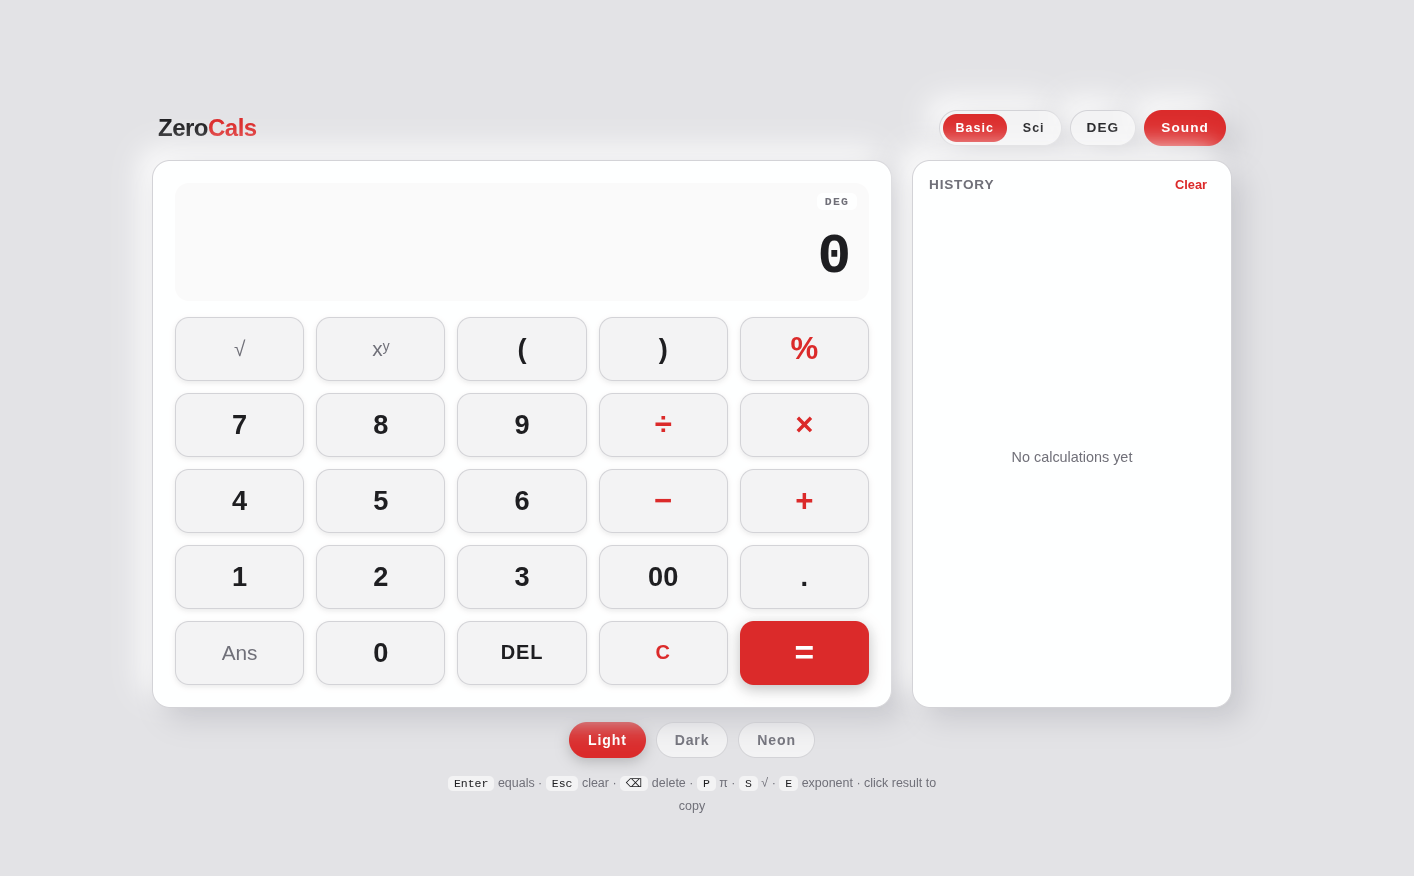 ZeroCals
Basic Sci DEG Sound
DEG
0
√ xʸ ( ) %
7 8 9 ÷ ×
4 5 6 − +
1 2 3 00 .
Ans 0 DEL C =
HISTORY Clear
No calculations yet
Light Dark Neon
Enter equals · Esc clear · ⌫ delete · P π · S √ · E exponent · click result to
copy